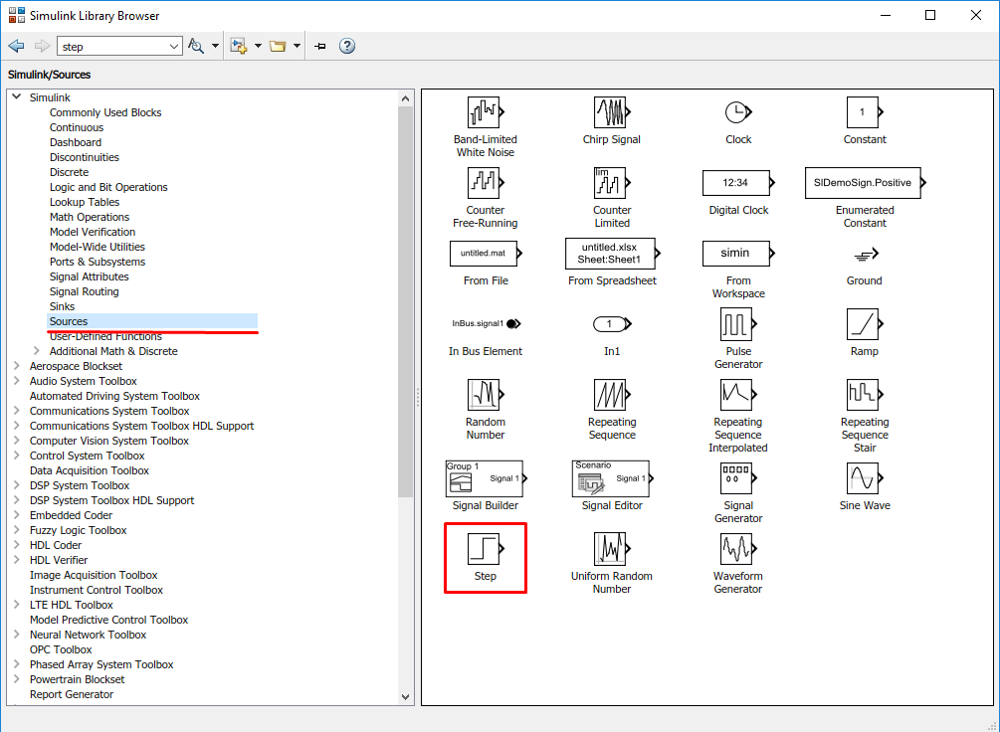 Simulink Library Browser
step
Simulink/Sources
Simulink
Commonly Used Blocks
Continuous
Dashboard
Discontinuities
Discrete
Logic and Bit Operations
Lookup Tables
Math Operations
Model Verification
Model-Wide Utilities
Ports & Subsystems
Signal Attributes
Signal Routing
Sinks
Sources
User-Defined Functions
Additional Math & Discrete
Aerospace Blockset
Audio System Toolbox
Automated Driving System Toolbox
Communications System Toolbox
Communications System Toolbox HDL Support
Computer Vision System Toolbox
Control System Toolbox
Data Acquisition Toolbox
DSP System Toolbox
DSP System Toolbox HDL Support
Embedded Coder
Fuzzy Logic Toolbox
HDL Coder
HDL Verifier
Image Acquisition Toolbox
Instrument Control Toolbox
LTE HDL Toolbox
Model Predictive Control Toolbox
Neural Network Toolbox
OPC Toolbox
Phased Array System Toolbox
Powertrain Blockset
Report Generator
Band-Limited
White Noise
Chirp Signal
Clock
1
Constant
Counter
Free-Running
lim
Counter
Limited
12:34
Digital Clock
SlDemoSign.Positive
Enumerated
Constant
untitled.mat
From File
untitled.xlsx
Sheet:Sheet1
From Spreadsheet
simin
From
Workspace
Ground
InBus.signal1
In Bus Element
1
In1
Pulse
Generator
Ramp
Random
Number
Repeating
Sequence
Repeating
Sequence
Interpolated
Repeating
Sequence
Stair
Group 1
Signal 1
Signal Builder
Scenario
Signal 1
Signal Editor
Signal
Generator
Sine Wave
Step
Uniform Random
Number
Waveform
Generator